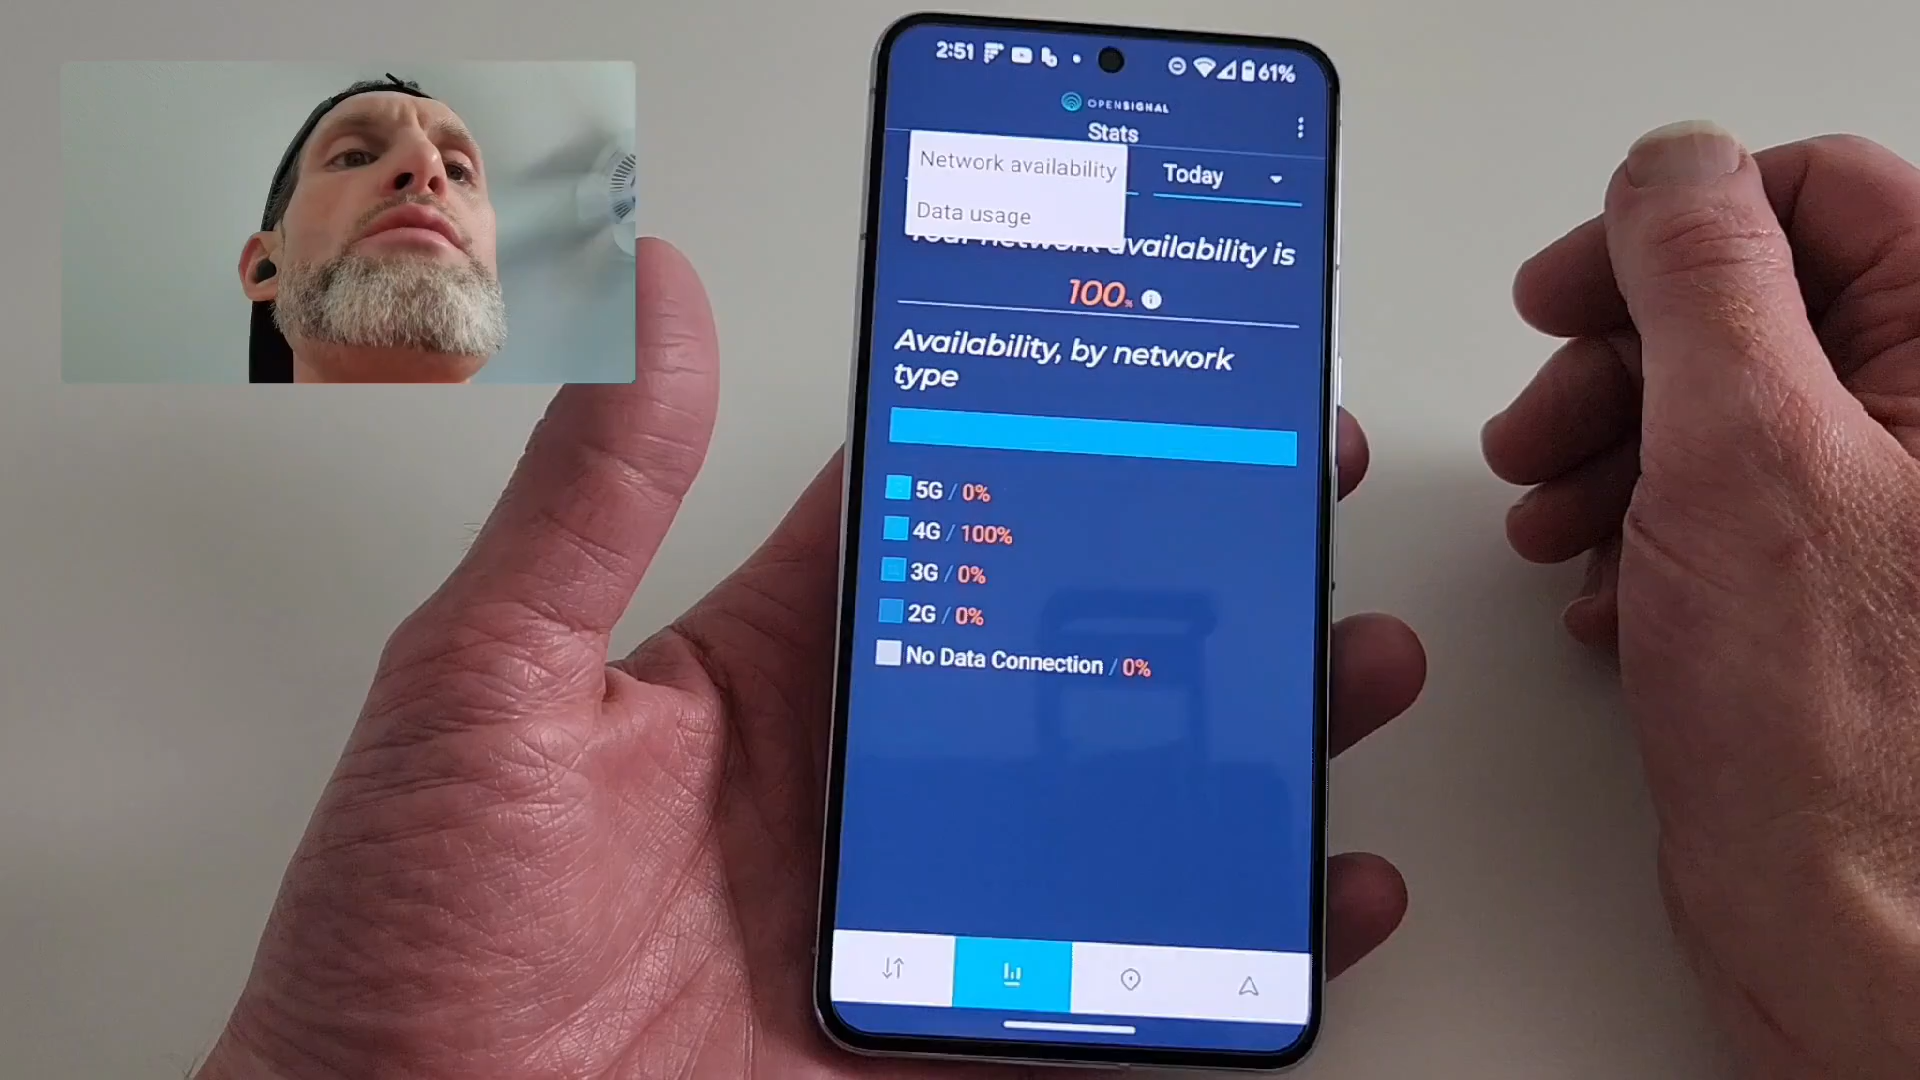 2:51
61%
OPENSIGNAL
Stats
Network availability
Today
Data usage
Your network availability is
100%
Availability, by network
type
5G / 0%
4G / 100%
3G / 0%
2G / 0%
No Data Connection / 0%